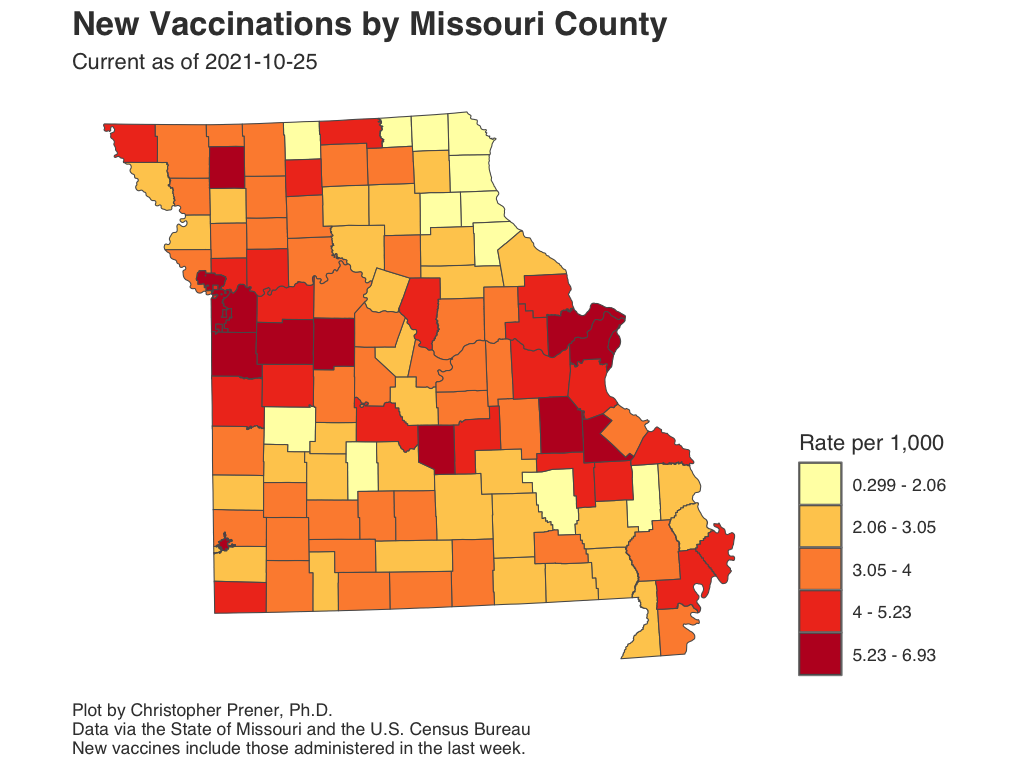 New Vaccinations by Missouri County
Current as of 2021-10-25
Rate per 1,000
0.299 - 2.06
2.06 - 3.05
3.05 - 4
4 - 5.23
5.23 - 6.93
Plot by Christopher Prener, Ph.D.
Data via the State of Missouri and the U.S. Census Bureau
New vaccines include those administered in the last week.